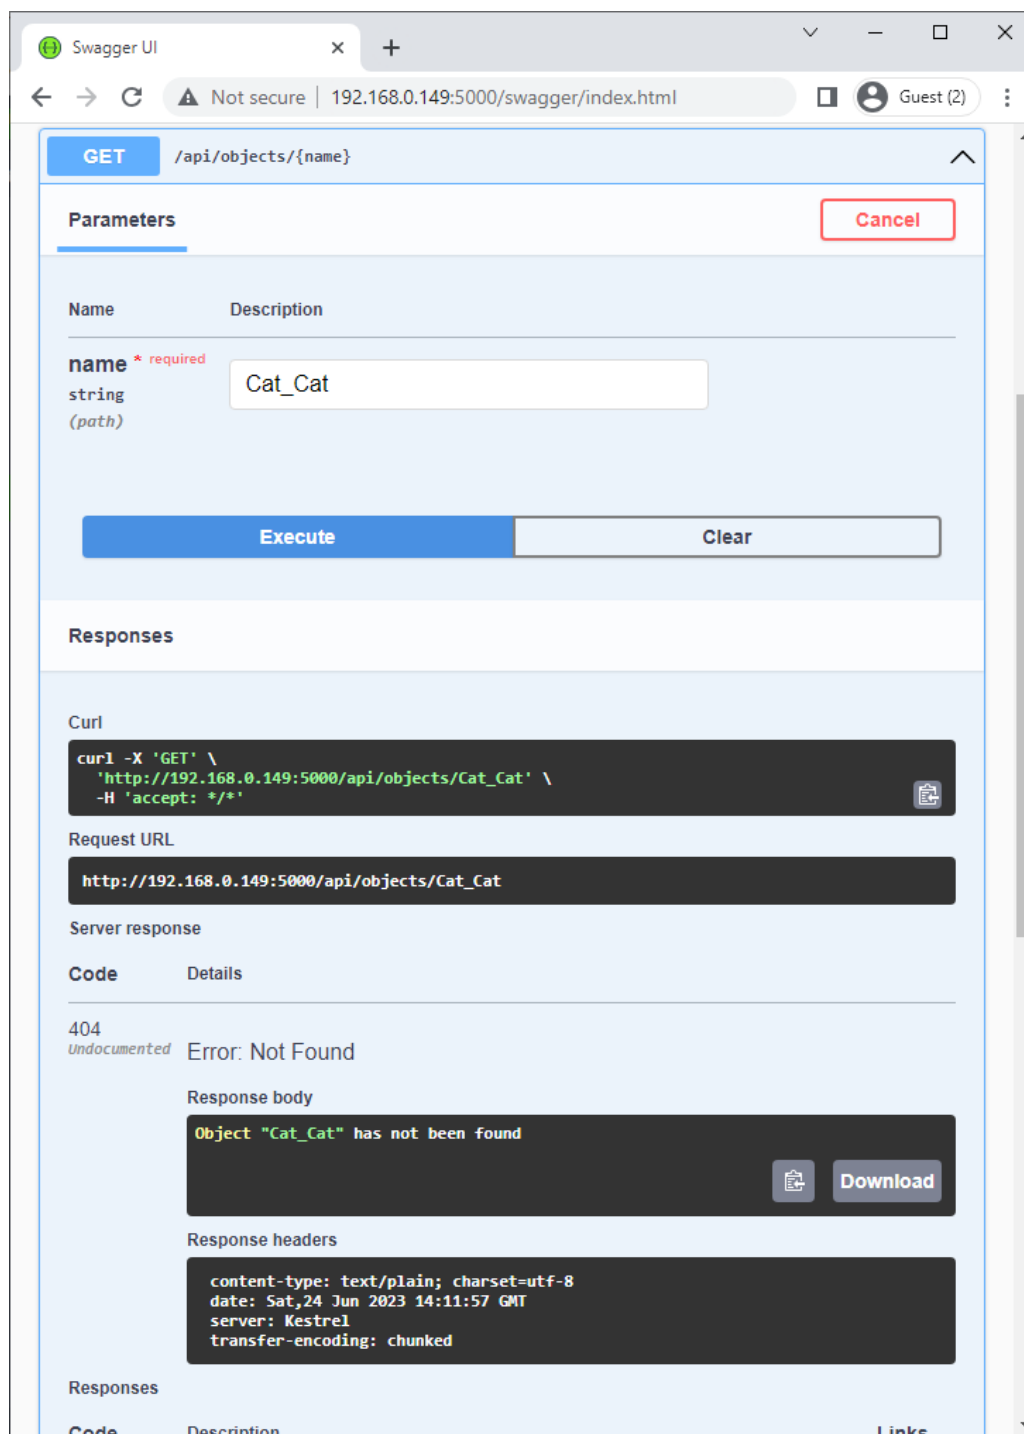 Swagger UI
Not secure 192.168.0.149:5000/swagger/index.html Guest (2)
GET /api/objects/{name}
Parameters Cancel
Name Description
name * required
string
(path)
Cat_Cat
Execute Clear
Responses
Curl
curl -X 'GET' \
'http://192.168.0.149:5000/api/objects/Cat_Cat' \
-H 'accept: */*'
Request URL
http://192.168.0.149:5000/api/objects/Cat_Cat
Server response
Code Details
404
Undocumented
Error: Not Found
Response body
Object "Cat_Cat" has not been found
Download
Response headers
content-type: text/plain; charset=utf-8
date: Sat,24 Jun 2023 14:11:57 GMT
server: Kestrel
transfer-encoding: chunked
Responses
Code Description Links